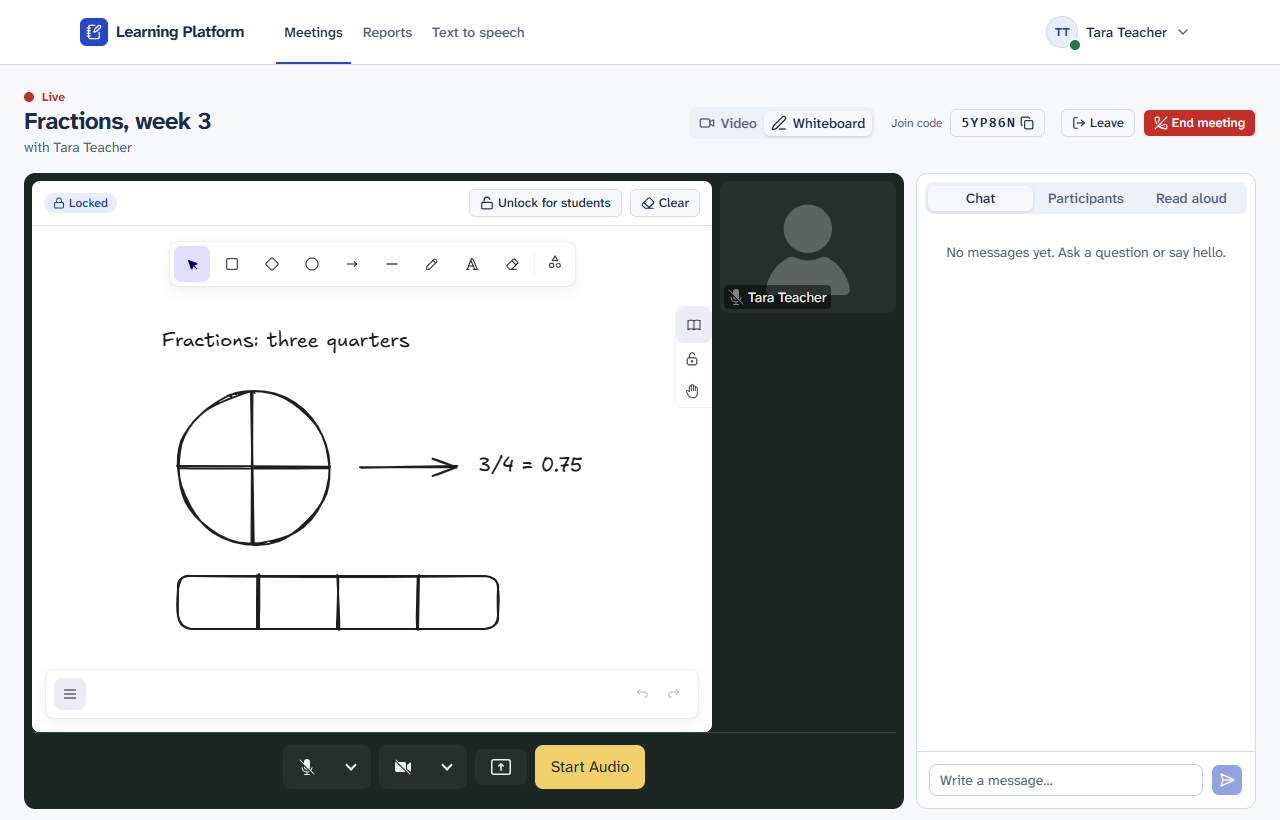 Learning Platform
Meetings
Reports
Text to speech
TT
Tara Teacher
Live
Fractions, week 3
with Tara Teacher
Video
Whiteboard
Join code
5YP86N
Leave
End meeting
Locked
Unlock for students
Clear
Tara Teacher
Chat
Participants
Read aloud
No messages yet. Ask a question or say hello.
Fractions: three quarters
3/4 = 0.75
Start Audio
Write a message...